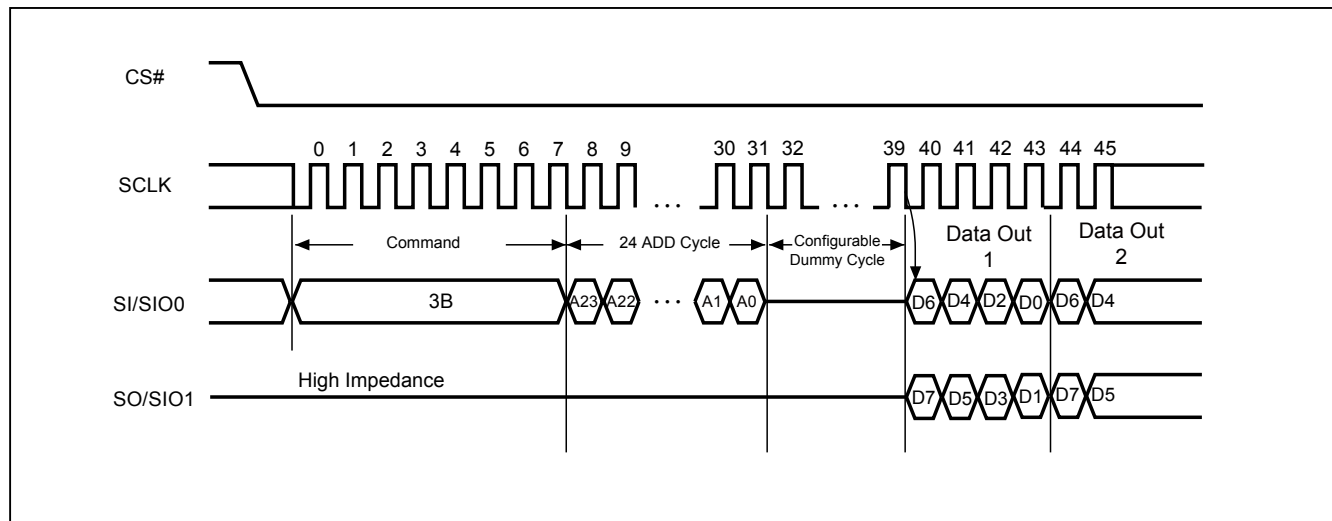 CS#
0 1 2 3 4 5 6 7 8 9 30 31 32 39 40 41 42 43 44 45
SCLK
... ...
Command 24 ADD Cycle Configurable Dummy Cycle Data Out 1 Data Out 2
SI/SIO0 3B A23 A22 ... A1 A0 D6 D4 D2 D0 D6 D4
High Impedance
SO/SIO1 D7 D5 D3 D1 D7 D5